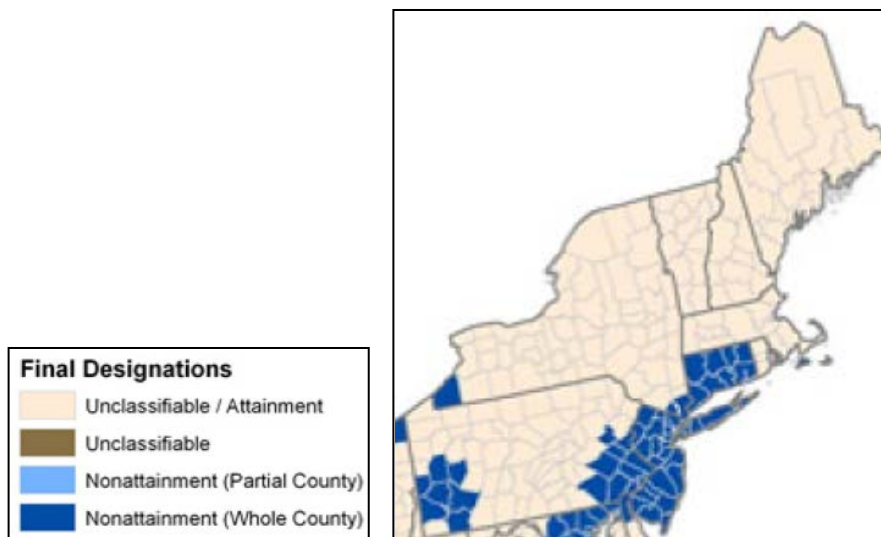 Final Designations
Unclassifiable / Attainment
Unclassifiable
Nonattainment (Partial County)
Nonattainment (Whole County)